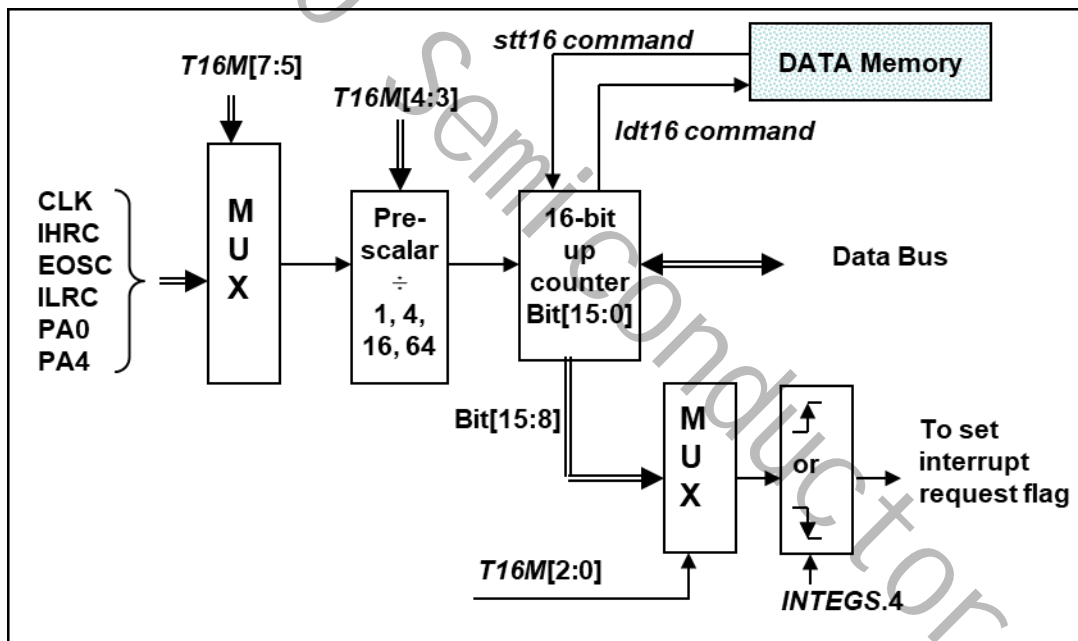 stt16 command
DATA Memory
T16M[7:5]
T16M[4:3]
ldt16 command
CLK
IHRC
EOSC
ILRC
PA0
PA4
M
U
X
Pre-
scalar
÷
1, 4,
16, 64
16-bit
up
counter
Bit[15:0]
Data Bus
Bit[15:8]
M
U
X
or
To set
interrupt
request flag
T16M[2:0]
INTEGS.4
Semiconductor